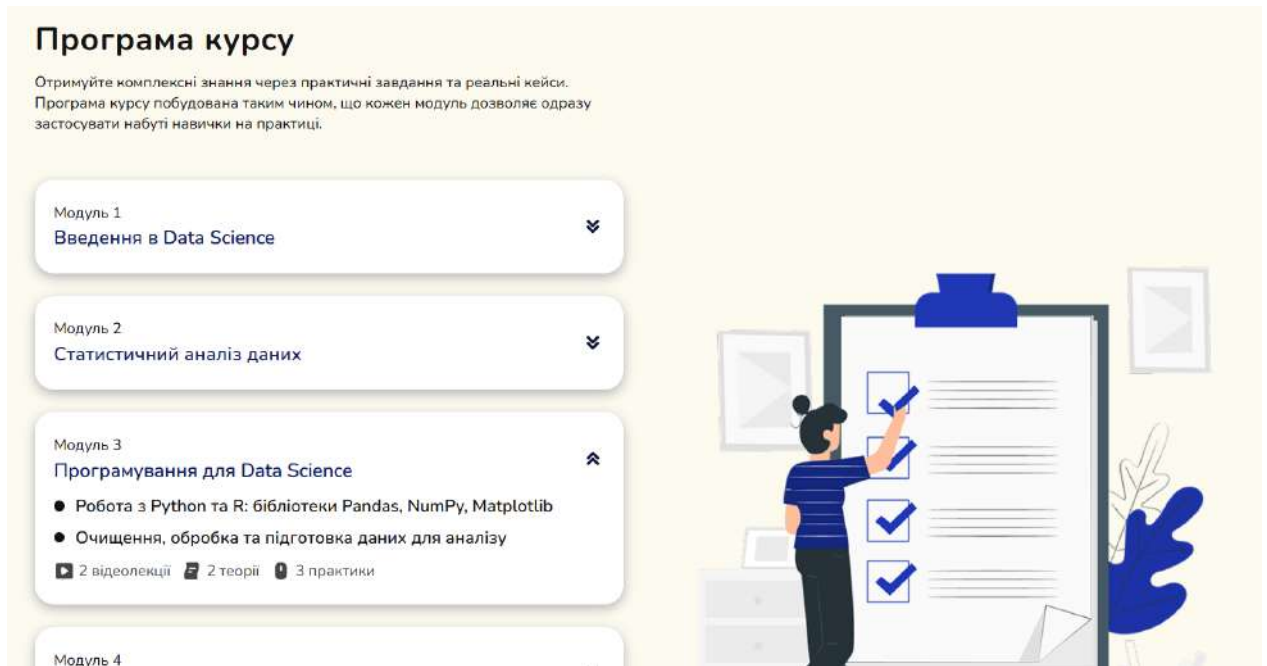 Програма курсу
Отримуйте комплексні знання через практичні завдання та реальні кейси.
Програма курсу побудована таким чином, що кожен модуль дозволяє одразу
застосувати набуті навички на практиці.
Модуль 1
Введення в Data Science
Модуль 2
Статистичний аналіз даних
Модуль 3
Програмування для Data Science
● Робота з Python та R: бібліотеки Pandas, NumPy, Matplotlib
● Очищення, обробка та підготовка даних для аналізу
2 відеолекції 2 теорії 3 практики
Модуль 4